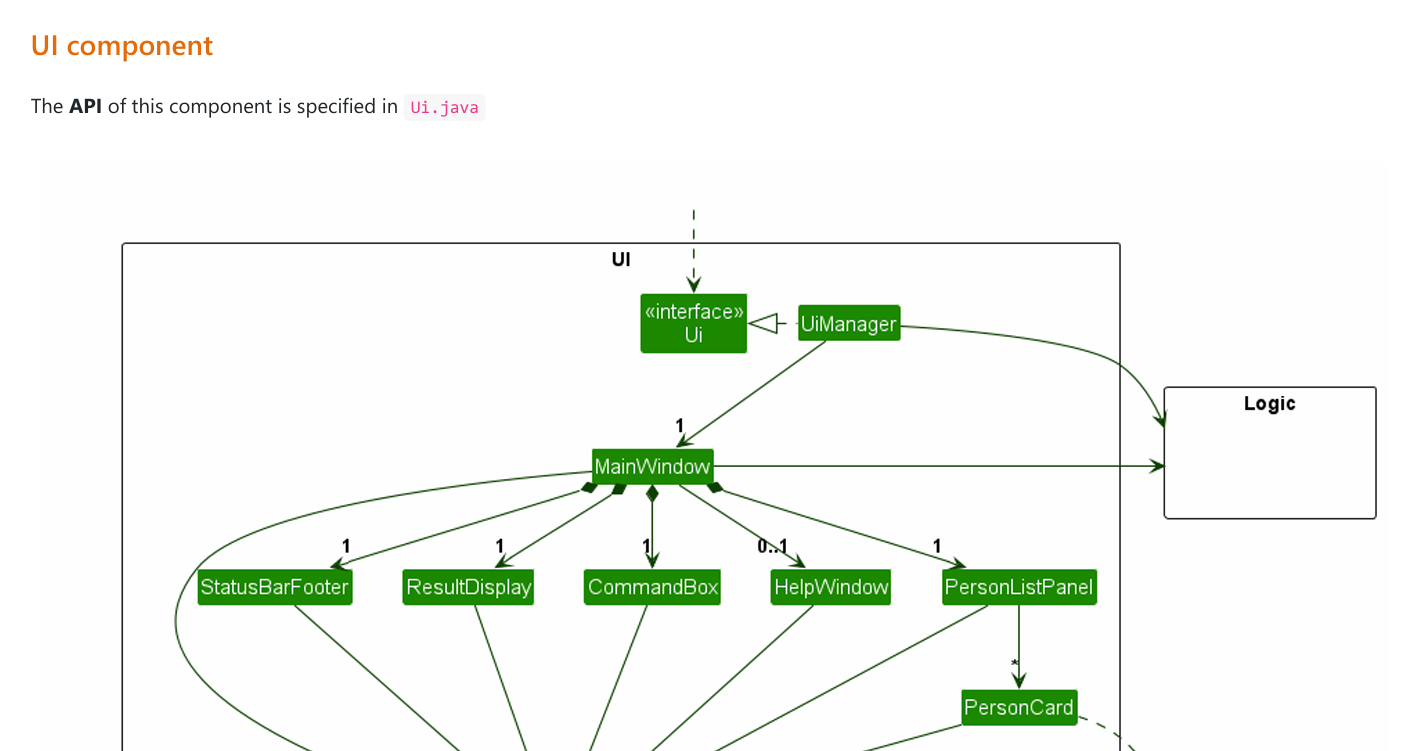 UI component
The API of this component is specified in Ui.java
UI
«interface»
Ui
UiManager
Logic
1
MainWindow
1
1
1
0..1
1
StatusBarFooter
ResultDisplay
CommandBox
HelpWindow
PersonListPanel
*
PersonCard